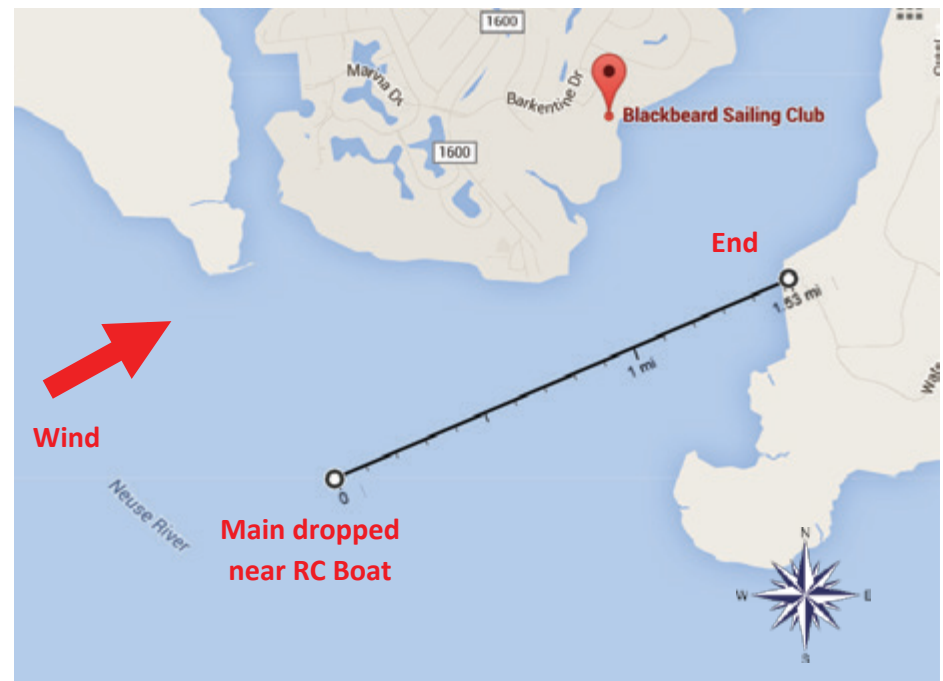 1600
Marina Dr
Barkentine Dr
Blackbeard Sailing Club
1600
End
1.53 mi
1 mi
Wind
0
Neuse River
Main dropped
near RC Boat
N
W
E
S